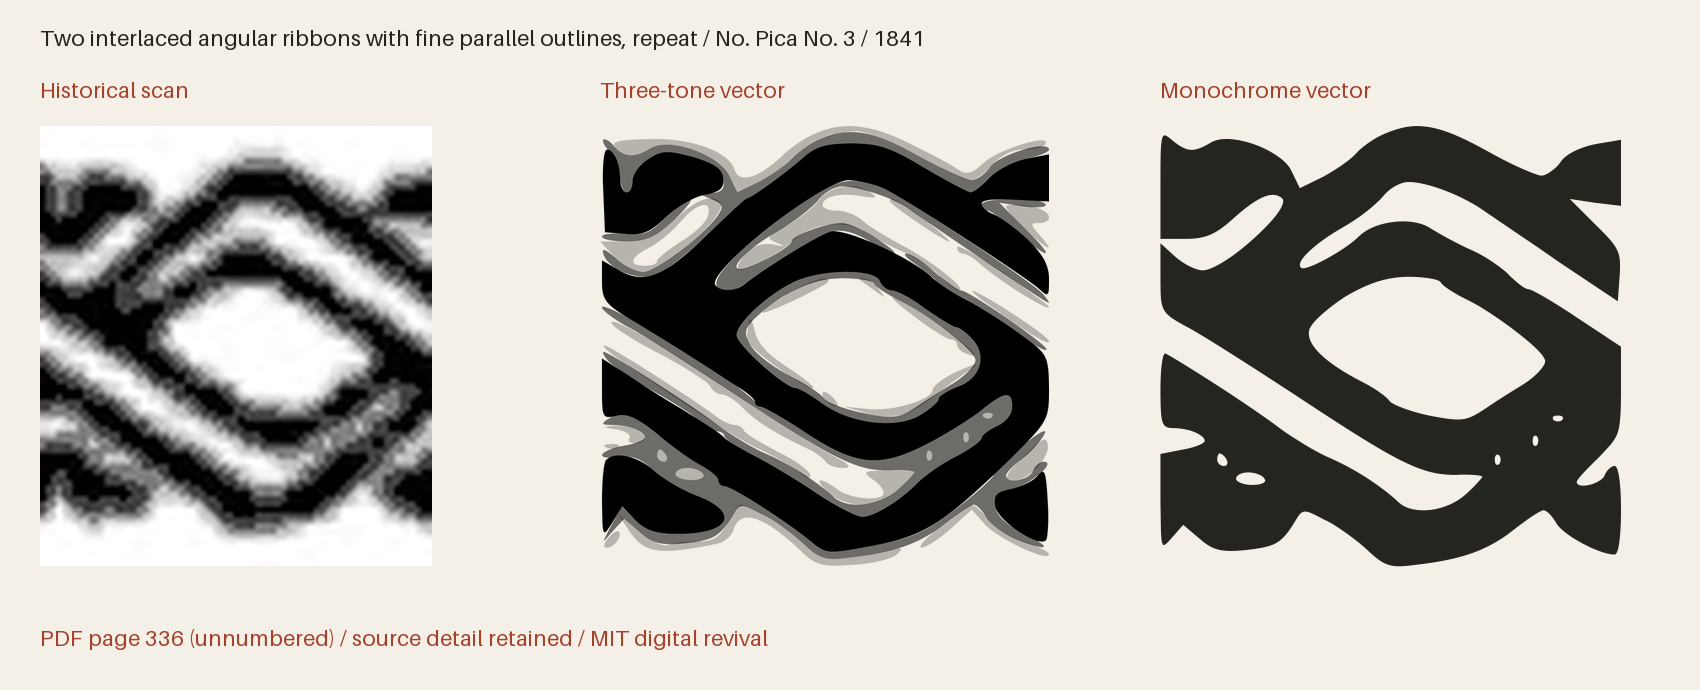 Two interlaced angular ribbons with fine parallel outlines, repeat / No. Pica No. 3 / 1841
Historical scan
Three-tone vector
Monochrome vector
PDF page 336 (unnumbered) / source detail retained / MIT digital revival